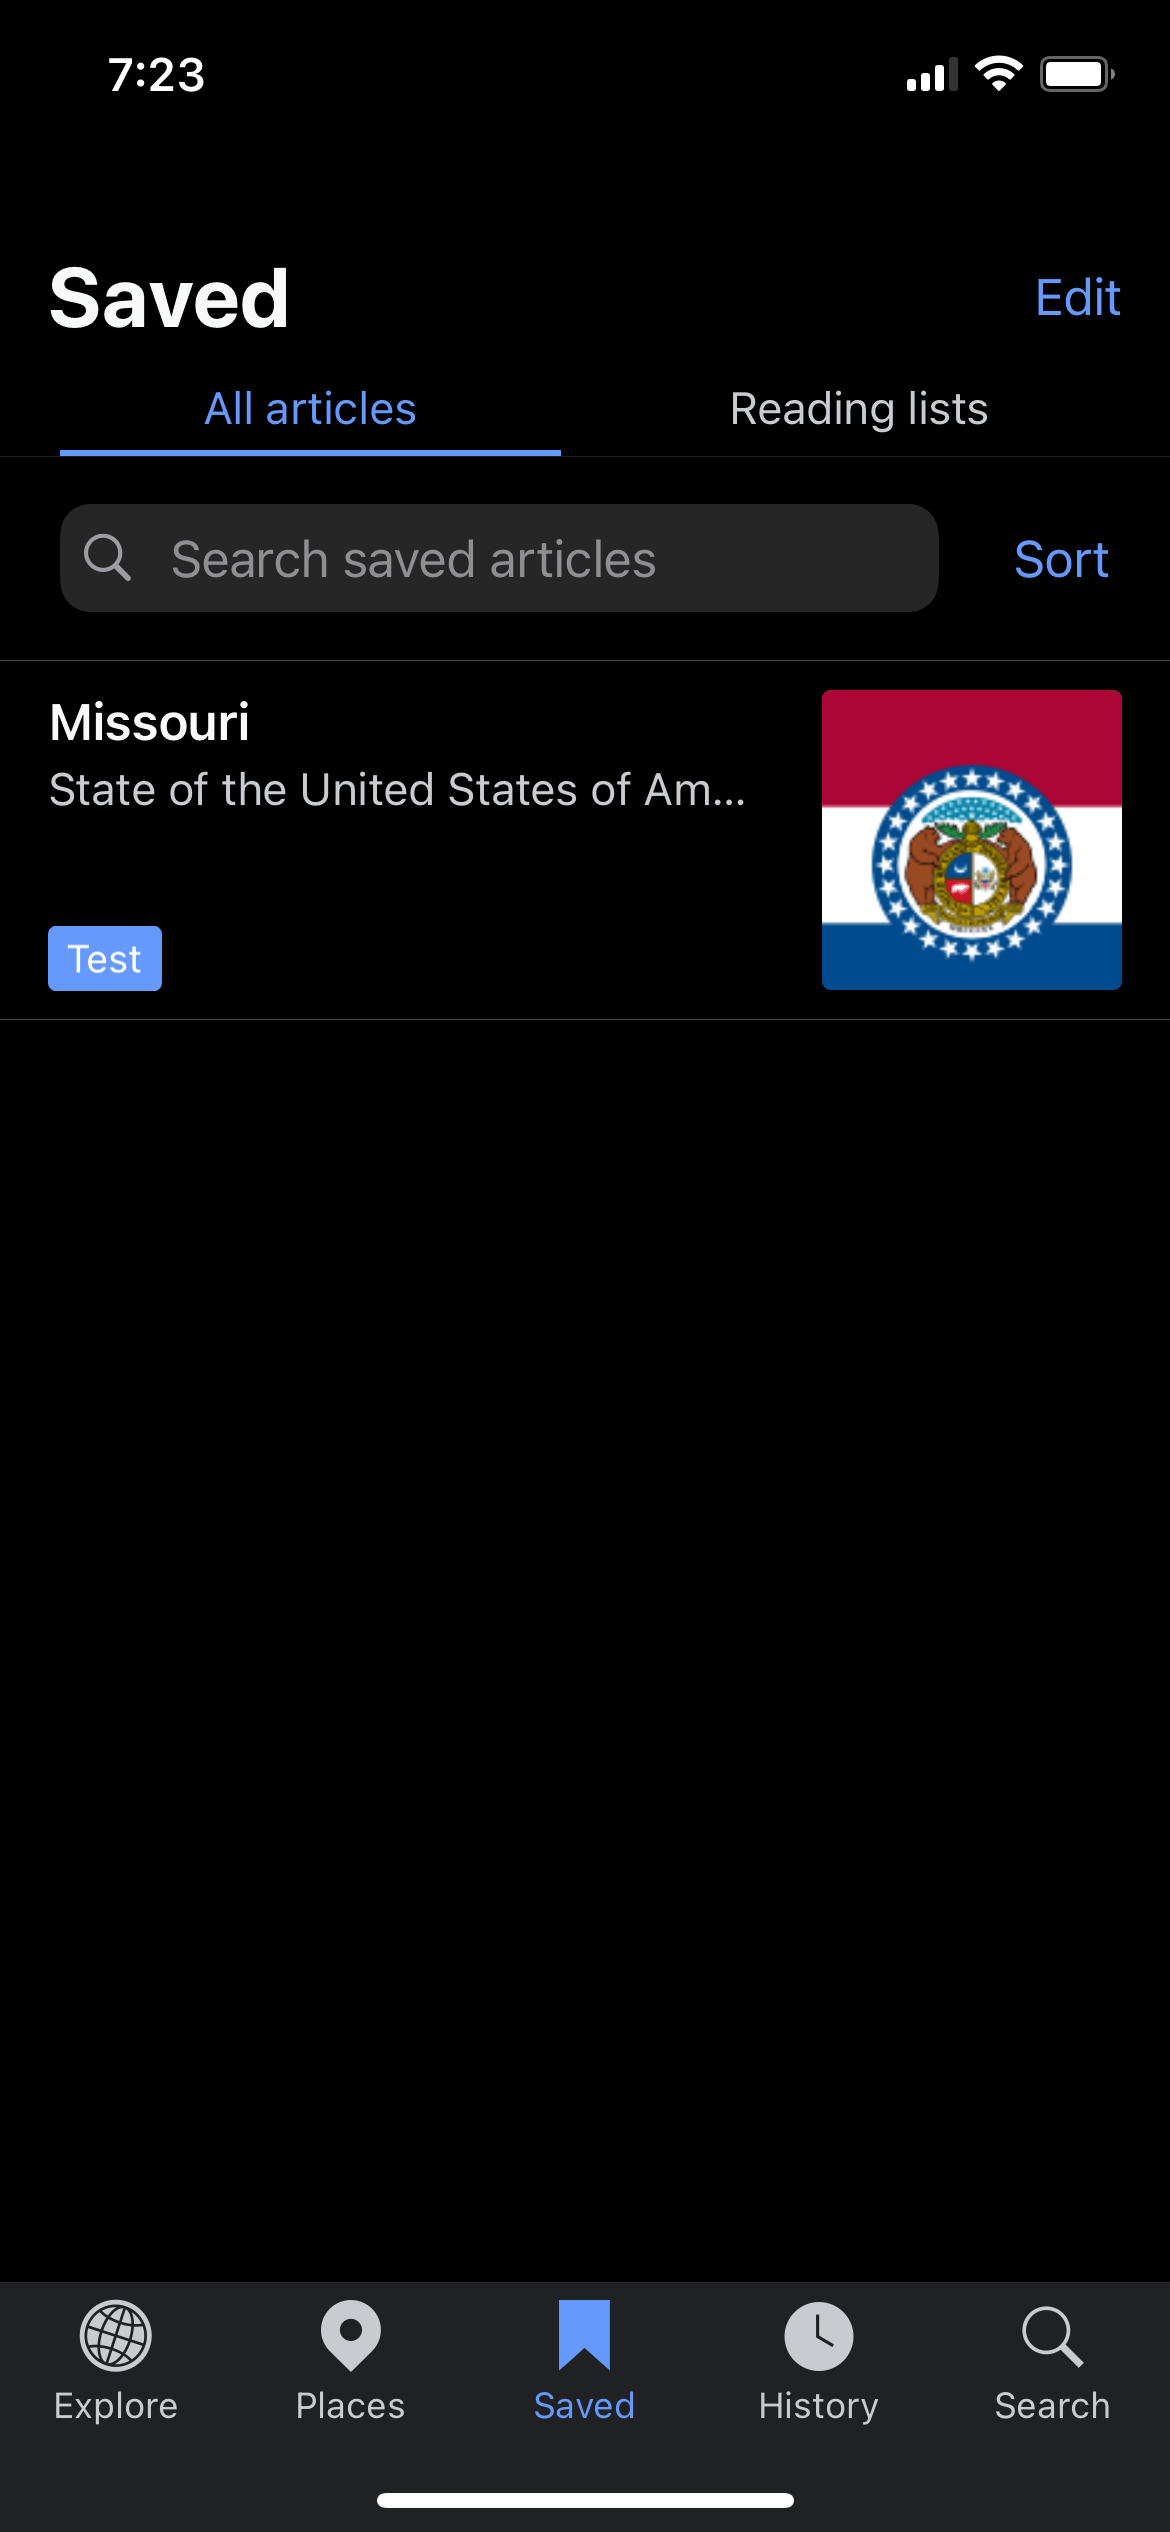 7:23
Saved
Edit
All articles
Reading lists
Search saved articles
Sort
Missouri
State of the United States of Am...
Test
Explore
Places
Saved
History
Search